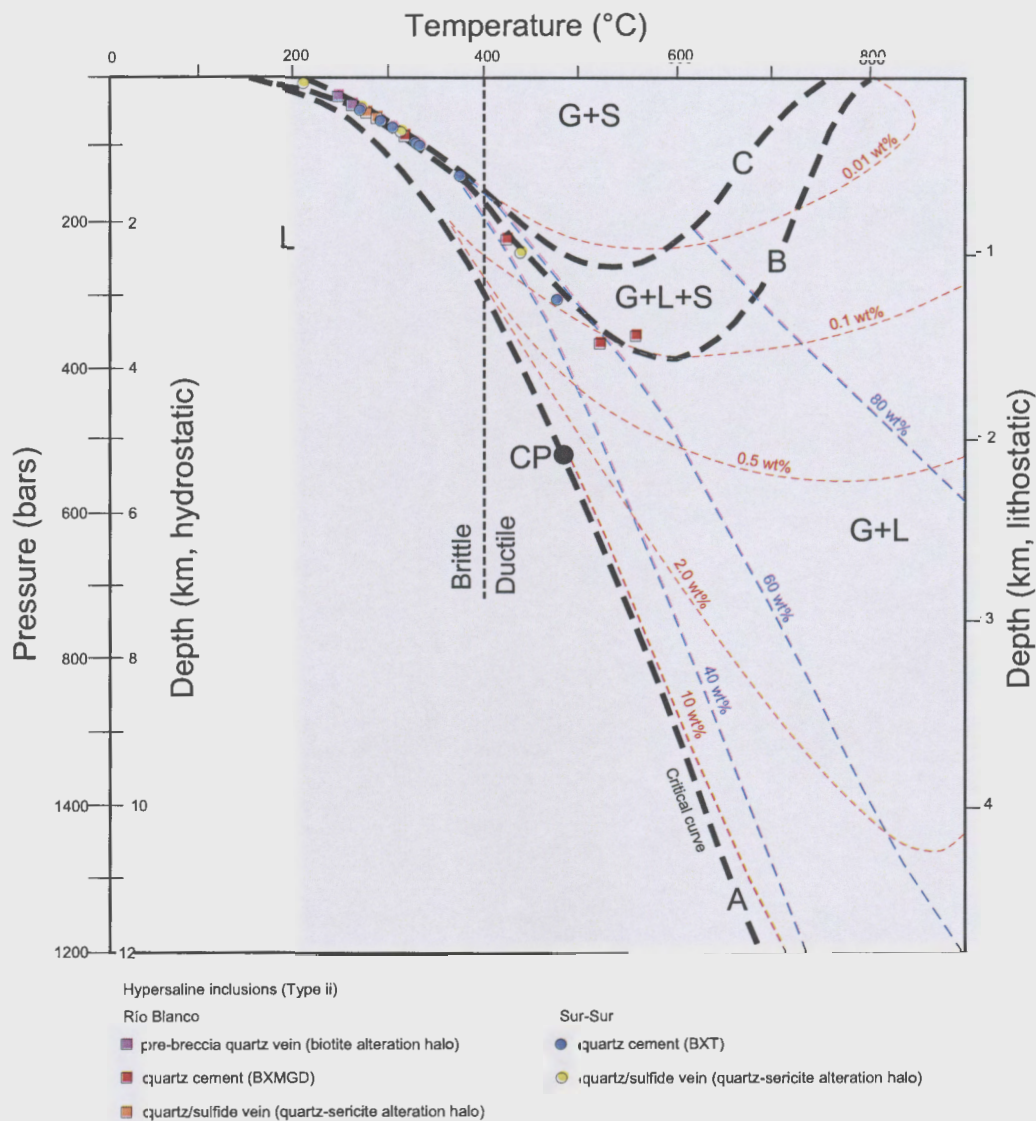 Temperature (°C)
0 200 400 600 800
G+S
C
0.01 wt%
B
L
200 2
1
G+L+S
0.1 wt%
400 4
80 wt%
CP
2
0.5 wt%
Pressure (bars)
Depth (km, hydrostatic)
Depth (km, lithostatic)
600 6
G+L
Brittle
Ductile
2.0 wt%
60 wt%
3
800 8
40 wt%
10 wt%
Critical curve
1400 10
4
A
1200 12
Hypersaline inclusions (Type ii)
Río Blanco Sur-Sur
pre-breccia quartz vein (biotite alteration halo) quartz cement (BXT)
quartz cement (BXMGD) quartz/sulfide vein (quartz-sericite alteration halo)
quartz/sulfide vein (quartz-sericite alteration halo)